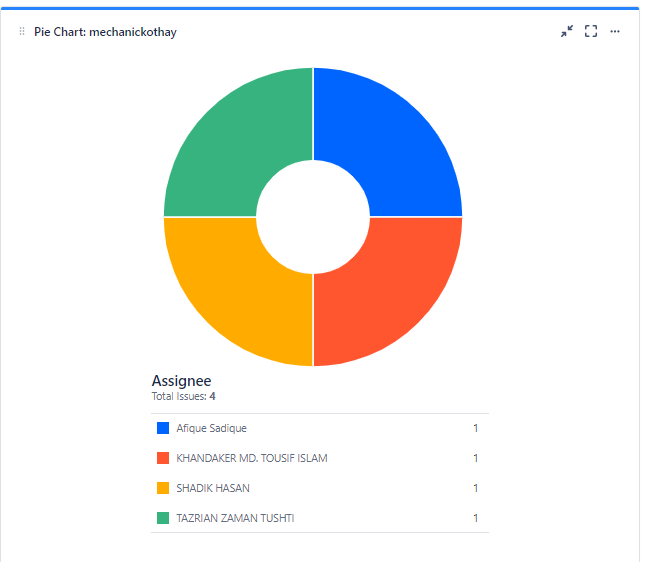 Pie Chart: mechanickothay
Assignee
Total Issues: 4
Afique Sadique 1
KHANDAKER MD. TOUSIF ISLAM 1
SHADIK HASAN 1
TAZRIAN ZAMAN TUSHTI 1